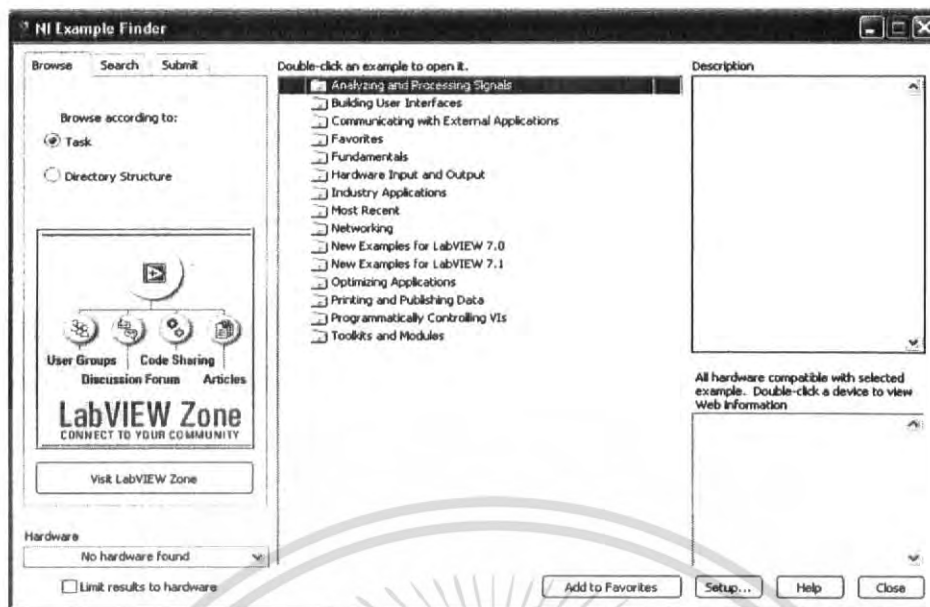 NI Example Finder
Browse Search Submit
Browse according to:
Task
Directory Structure
User Groups Code Sharing
Discussion Forum Articles
LabVIEW Zone
CONNECT TO YOUR COMMUNITY
Visit LabVIEW Zone
Hardware
No hardware found
Limit results to hardware
Double-click an example to open it.
Analyzing and Processing Signals
Building User Interfaces
Communicating with External Applications
Favorites
Fundamentals
Hardware Input and Output
Industry Applications
Most Recent
Networking
New Examples for LabVIEW 7.0
New Examples for LabVIEW 7.1
Optimizing Applications
Printing and Publishing Data
Programmatically Controlling VIs
Toolkits and Modules
Description
All hardware compatible with selected
example. Double-click a device to view
Web Information
Add to Favorites Setup... Help Close